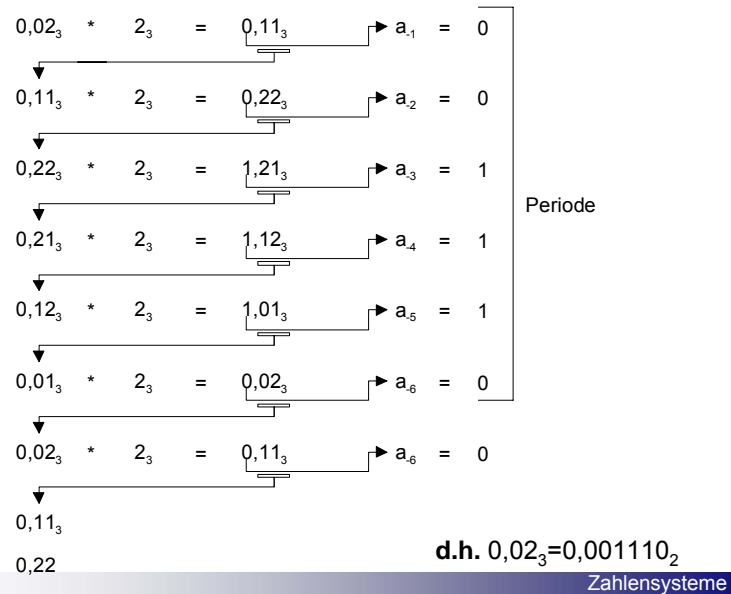 0,02₃ * 2₃ = 0,11₃ a₋₁ = 0
0,11₃ * 2₃ = 0,22₃ a₋₂ = 0
0,22₃ * 2₃ = 1,21₃ a₋₃ = 1
Periode
0,21₃ * 2₃ = 1,12₃ a₋₄ = 1
0,12₃ * 2₃ = 1,01₃ a₋₅ = 1
0,01₃ * 2₃ = 0,02₃ a₋₆ = 0
0,02₃ * 2₃ = 0,11₃ a₋₆ = 0
0,11₃
0,22
d.h. 0,02₃=0,001110₂
Zahlensysteme